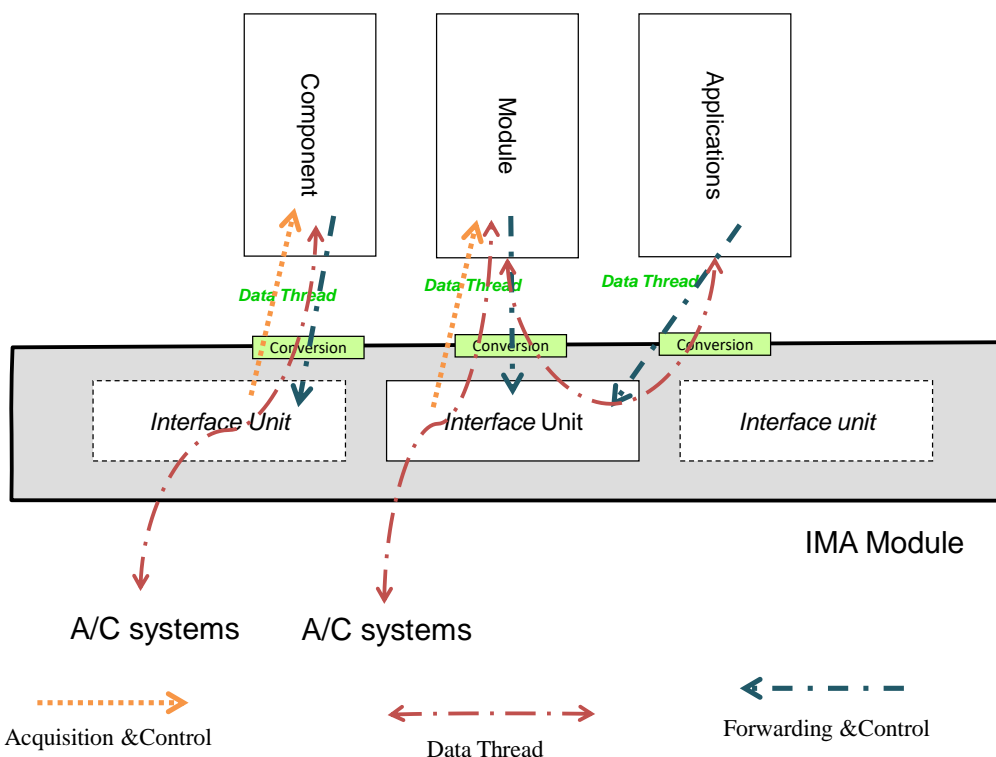 Component
Module
Applications
Data Thread
Data Thread
Data Thread
Conversion
Conversion
Conversion
Interface Unit
Interface Unit
Interface unit
IMA Module
A/C systems
A/C systems
Acquisition &Control
Data Thread
Forwarding &Control